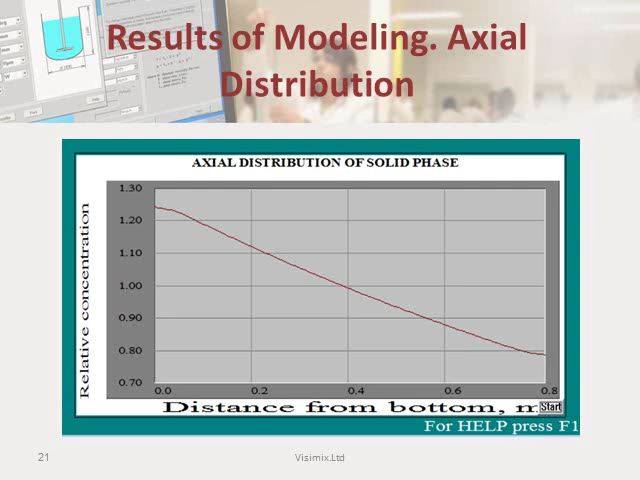 Results of Modeling. Axial
Distribution
AXIAL DISTRIBUTION OF SOLID PHASE
Relative concentration
1.30
1.20
1.10
1.00
0.90
0.80
0.70
0.0 0.2 0.4 0.6 0.8
Distance from bottom, m
Start
For HELP press F1
21
Visimix.Ltd